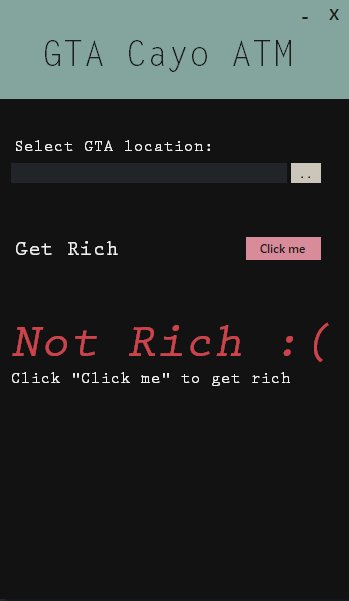 - X
GTA Cayo ATM
Select GTA location:
..
Get Rich
Click me
Not Rich :(
Click "Click me" to get rich